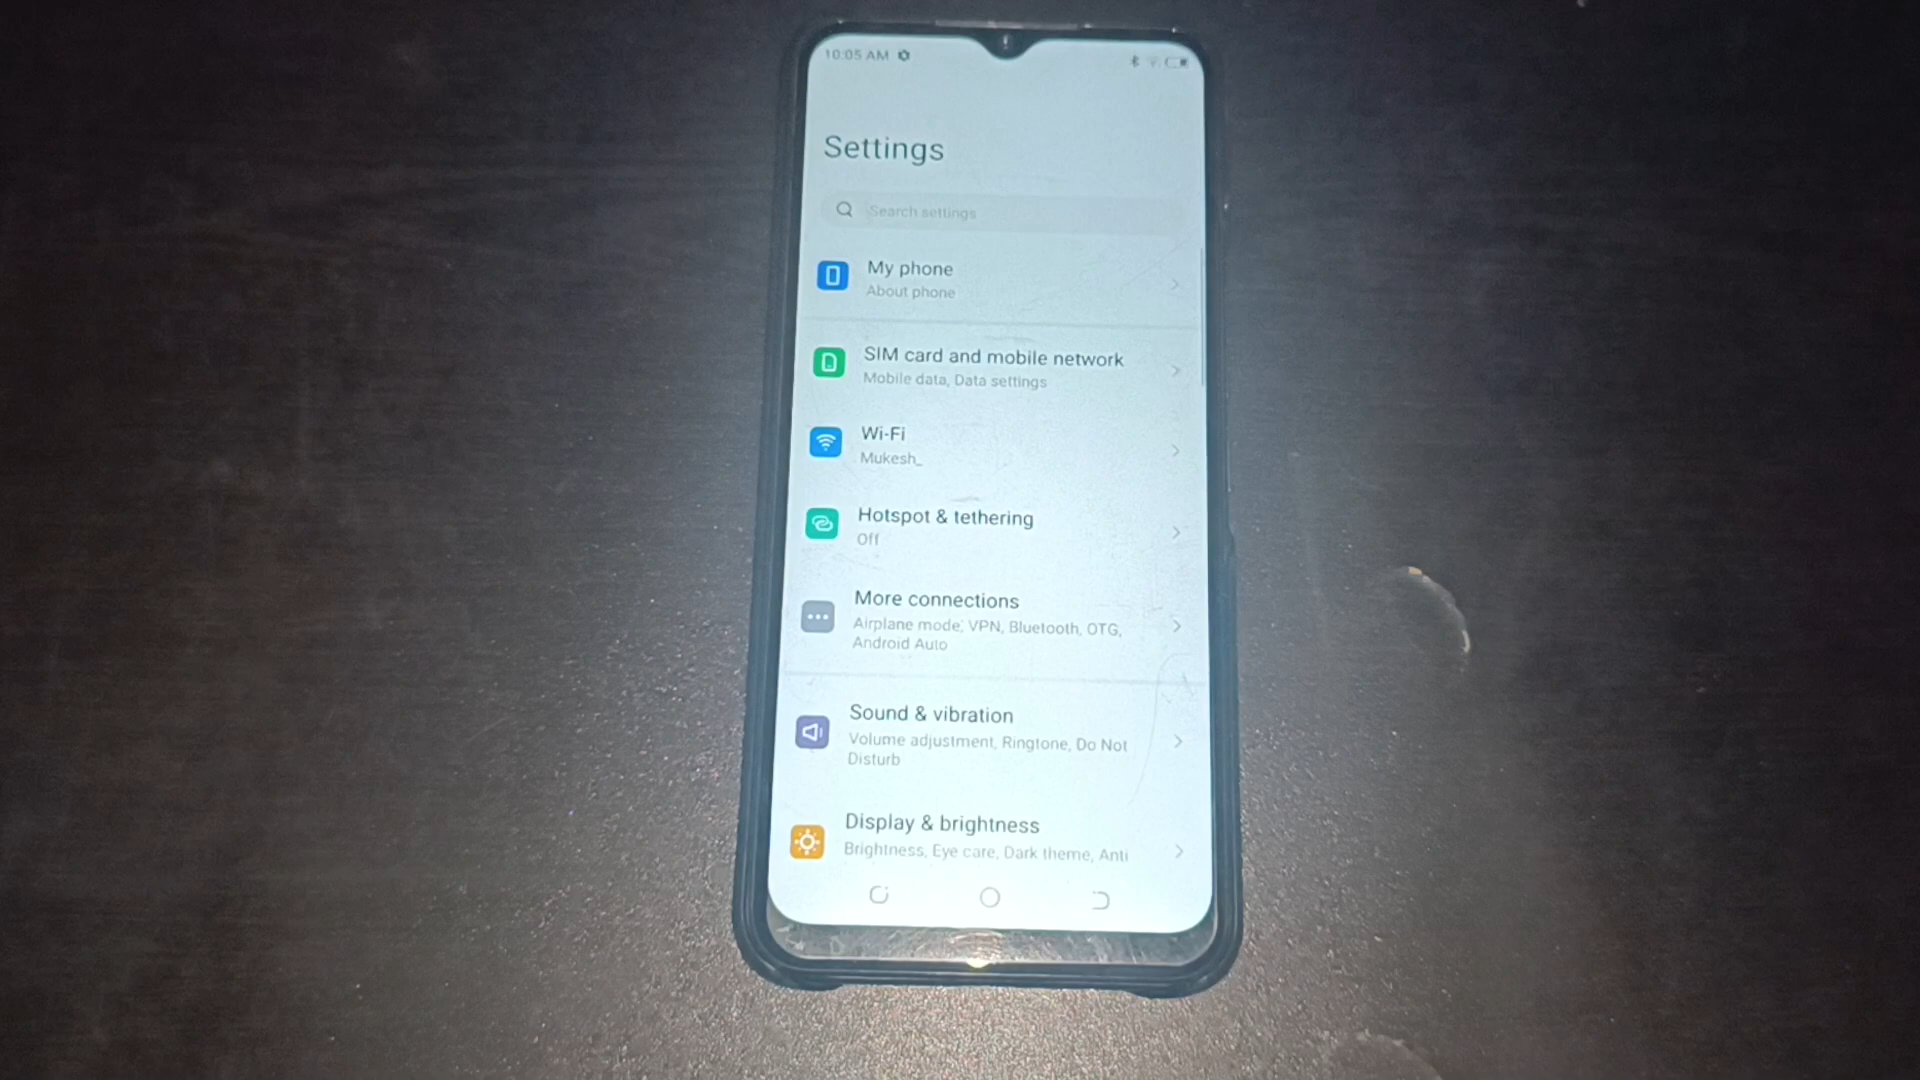 10:05 AM
Settings
Search settings
My phone
About phone
SIM card and mobile network
Mobile data, Data settings
Wi-Fi
Mukesh_
Hotspot & tethering
Off
More connections
Airplane mode, VPN, Bluetooth, OTG,
Android Auto
Sound & vibration
Volume adjustment, Ringtone, Do Not
Disturb
Display & brightness
Brightness, Eye care, Dark theme, Anti